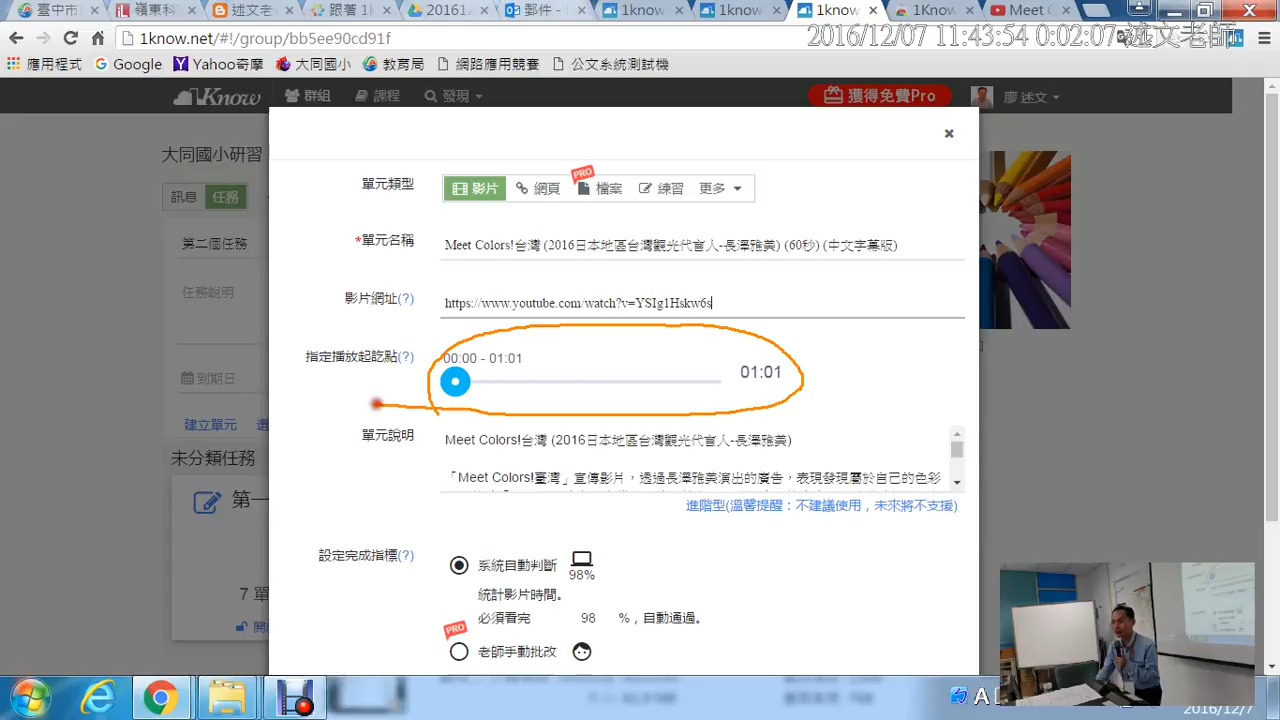 臺中市
嶺東科
述文老
跟著 1
20161
郵件 -
1know
1know
1know
1know
Meet C
1know.net/#!/group/bb5ee90cd91f
2016/12/07 11:43:54 0:02:07 述文老師
應用程式
Google
Yahoo奇摩
大同國小
教育局
網路應用競賽
公文系統測試機
1Know
群組
課程
發現
獲得免費Pro
廖 述文
大同國小研習
訊息
任務
第二個任務
任務說明
到期日
建立單元
未分類任務
第一
7 單
單元類型
影片
網頁
PRO
檔案
練習
更多
*單元名稱
Meet Colors!台灣 (2016日本地區台灣觀光代言人-長澤雅美) (60秒) (中文字幕版)
影片網址(?)
https://www.youtube.com/watch?v=YSIg1Hskw6s
指定播放起訖點(?)
00:00 - 01:01
01:01
單元說明
Meet Colors!台灣 (2016日本地區台灣觀光代言人-長澤雅美)
「Meet Colors!臺灣」宣傳影片，透過長澤雅美演出的廣告，表現發現屬於自己的色彩
進階型(溫馨提醒：不建議使用，未來將不支援)
設定完成指標(?)
系統自動判斷
98%
統計影片時間。
必須看完 98 %，自動通過。
PRO
老師手動批改
A
2016/12/7